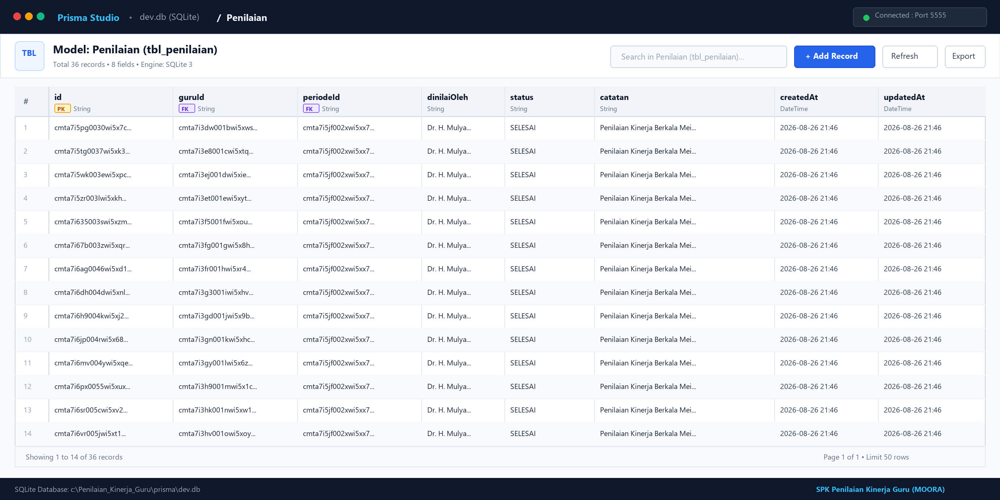 Prisma Studio • dev.db (SQLite) / Penilaian Connected : Port 5555
TBL
Model: Penilaian (tbl_penilaian)
Total 36 records • 8 fields • Engine: SQLite 3
Search in Penilaian (tbl_penilaian)... + Add Record Refresh Export
# id guruId periodeId dinilaiOleh status catatan createdAt updatedAt
PK String FK String FK String String String String DateTime DateTime
1 cmta7i5pg0030wi5x7c... cmta7i3dw001bwi5xws... cmta7i5jf002xwi5xx7... Dr. H. Mulya... SELESAI Penilaian Kinerja Berkala Mei... 2026-08-26 21:46 2026-08-26 21:46
2 cmta7i5tg0037wi5xk3... cmta7i3e8001cwi5xtq... cmta7i5jf002xwi5xx7... Dr. H. Mulya... SELESAI Penilaian Kinerja Berkala Mei... 2026-08-26 21:46 2026-08-26 21:46
3 cmta7i5wk003ewi5xpc... cmta7i3ej001dwi5xie... cmta7i5jf002xwi5xx7... Dr. H. Mulya... SELESAI Penilaian Kinerja Berkala Mei... 2026-08-26 21:46 2026-08-26 21:46
4 cmta7i5zr003lwi5xkh... cmta7i3et001ewi5xyt... cmta7i5jf002xwi5xx7... Dr. H. Mulya... SELESAI Penilaian Kinerja Berkala Mei... 2026-08-26 21:46 2026-08-26 21:46
5 cmta7i635003swi5xzm... cmta7i3f5001fwi5xou... cmta7i5jf002xwi5xx7... Dr. H. Mulya... SELESAI Penilaian Kinerja Berkala Mei... 2026-08-26 21:46 2026-08-26 21:46
6 cmta7i67b003zwi5xqr... cmta7i3fg001gwi5x8h... cmta7i5jf002xwi5xx7... Dr. H. Mulya... SELESAI Penilaian Kinerja Berkala Mei... 2026-08-26 21:46 2026-08-26 21:46
7 cmta7i6ag0046wi5xd1... cmta7i3fr001hwi5xr4... cmta7i5jf002xwi5xx7... Dr. H. Mulya... SELESAI Penilaian Kinerja Berkala Mei... 2026-08-26 21:46 2026-08-26 21:46
8 cmta7i6dh004dwi5xnl... cmta7i3g3001iwi5xhv... cmta7i5jf002xwi5xx7... Dr. H. Mulya... SELESAI Penilaian Kinerja Berkala Mei... 2026-08-26 21:46 2026-08-26 21:46
9 cmta7i6h9004kwi5xj2... cmta7i3gd001jwi5x9b... cmta7i5jf002xwi5xx7... Dr. H. Mulya... SELESAI Penilaian Kinerja Berkala Mei... 2026-08-26 21:46 2026-08-26 21:46
10 cmta7i6jp004rwi5x68... cmta7i3gn001kwi5xhc... cmta7i5jf002xwi5xx7... Dr. H. Mulya... SELESAI Penilaian Kinerja Berkala Mei... 2026-08-26 21:46 2026-08-26 21:46
11 cmta7i6mv004ywi5xqe... cmta7i3gy001lwi5x6z... cmta7i5jf002xwi5xx7... Dr. H. Mulya... SELESAI Penilaian Kinerja Berkala Mei... 2026-08-26 21:46 2026-08-26 21:46
12 cmta7i6px0055wi5xux... cmta7i3h9001mwi5x1c... cmta7i5jf002xwi5xx7... Dr. H. Mulya... SELESAI Penilaian Kinerja Berkala Mei... 2026-08-26 21:46 2026-08-26 21:46
13 cmta7i6sr005cwi5xv2... cmta7i3hk001nwi5xw1... cmta7i5jf002xwi5xx7... Dr. H. Mulya... SELESAI Penilaian Kinerja Berkala Mei... 2026-08-26 21:46 2026-08-26 21:46
14 cmta7i6vr005jwi5xt1... cmta7i3hv001owi5xoy... cmta7i5jf002xwi5xx7... Dr. H. Mulya... SELESAI Penilaian Kinerja Berkala Mei... 2026-08-26 21:46 2026-08-26 21:46
Showing 1 to 14 of 36 records Page 1 of 1 • Limit 50 rows
SQLite Database: c:\Penilaian_Kinerja_Guru\prisma\dev.db SPK Penilaian Kinerja Guru (MOORA)